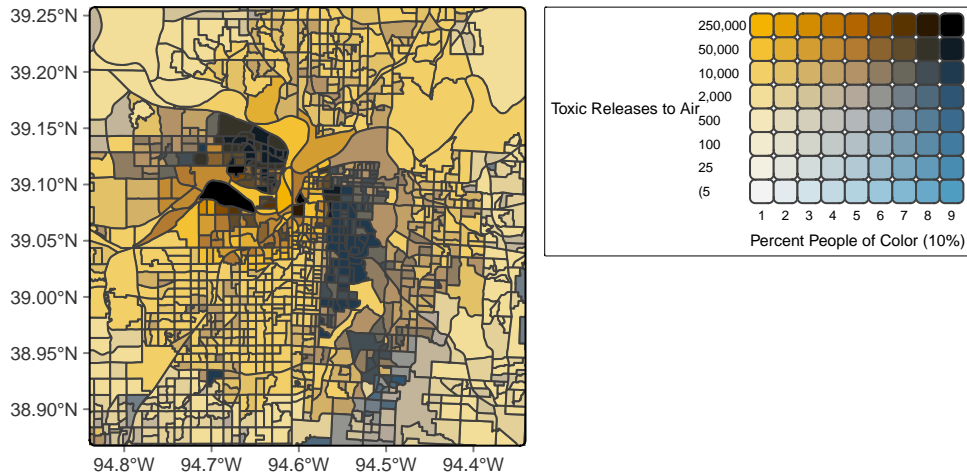 39.25°N
39.20°N
39.15°N
39.10°N
39.05°N
39.00°N
38.95°N
38.90°N
94.8°W 94.7°W 94.6°W 94.5°W 94.4°W
Toxic Releases to Air
250,000
50,000
10,000
2,000
500
100
25
(5
1 2 3 4 5 6 7 8 9
Percent People of Color (10%)